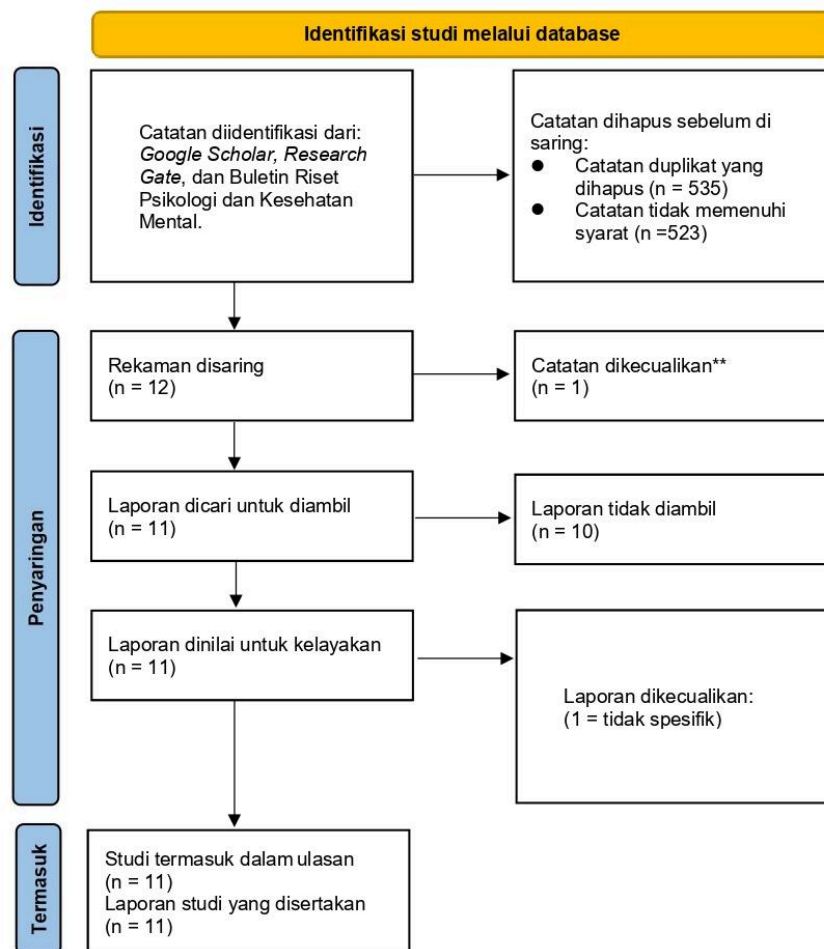 Identifikasi studi melalui database
Identifikasi
Catatan diidentifikasi dari:
Google Scholar, Research
Gate, dan Buletin Riset
Psikologi dan Kesehatan
Mental.
Catatan dihapus sebelum di
saring:
● Catatan duplikat yang
dihapus (n = 535)
● Catatan tidak memenuhi
syarat (n =523)
Penyaringan
Rekaman disaring
(n = 12)
Catatan dikecualikan**
(n = 1)
Laporan dicari untuk diambil
(n = 11)
Laporan tidak diambil
(n = 10)
Laporan dinilai untuk kelayakan
(n = 11)
Laporan dikecualikan:
(1 = tidak spesifik)
Termasuk
Studi termasuk dalam ulasan
(n = 11)
Laporan studi yang disertakan
(n = 11)